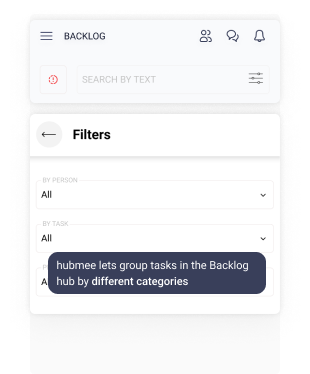 BACKLOG
SEARCH BY TEXT
Filters
BY PERSON
All
BY TASK
All
hubmee lets group tasks in the Backlog
hub by different categories